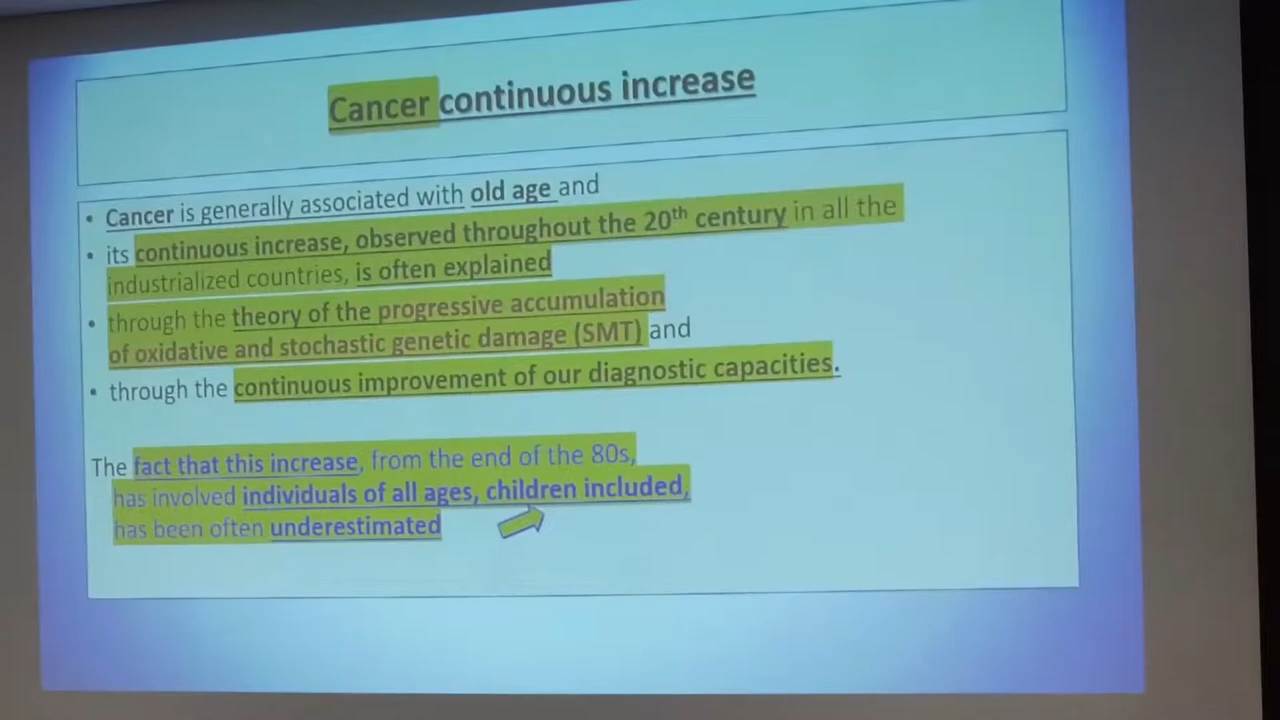 Cancer continuous increase
• Cancer is generally associated with old age and
• its continuous increase, observed throughout the 20th century in all the
industrialized countries, is often explained
• through the theory of the progressive accumulation
of oxidative and stochastic genetic damage (SMT) and
• through the continuous improvement of our diagnostic capacities.
The fact that this increase, from the end of the 80s,
has involved individuals of all ages, children included,
has been often underestimated